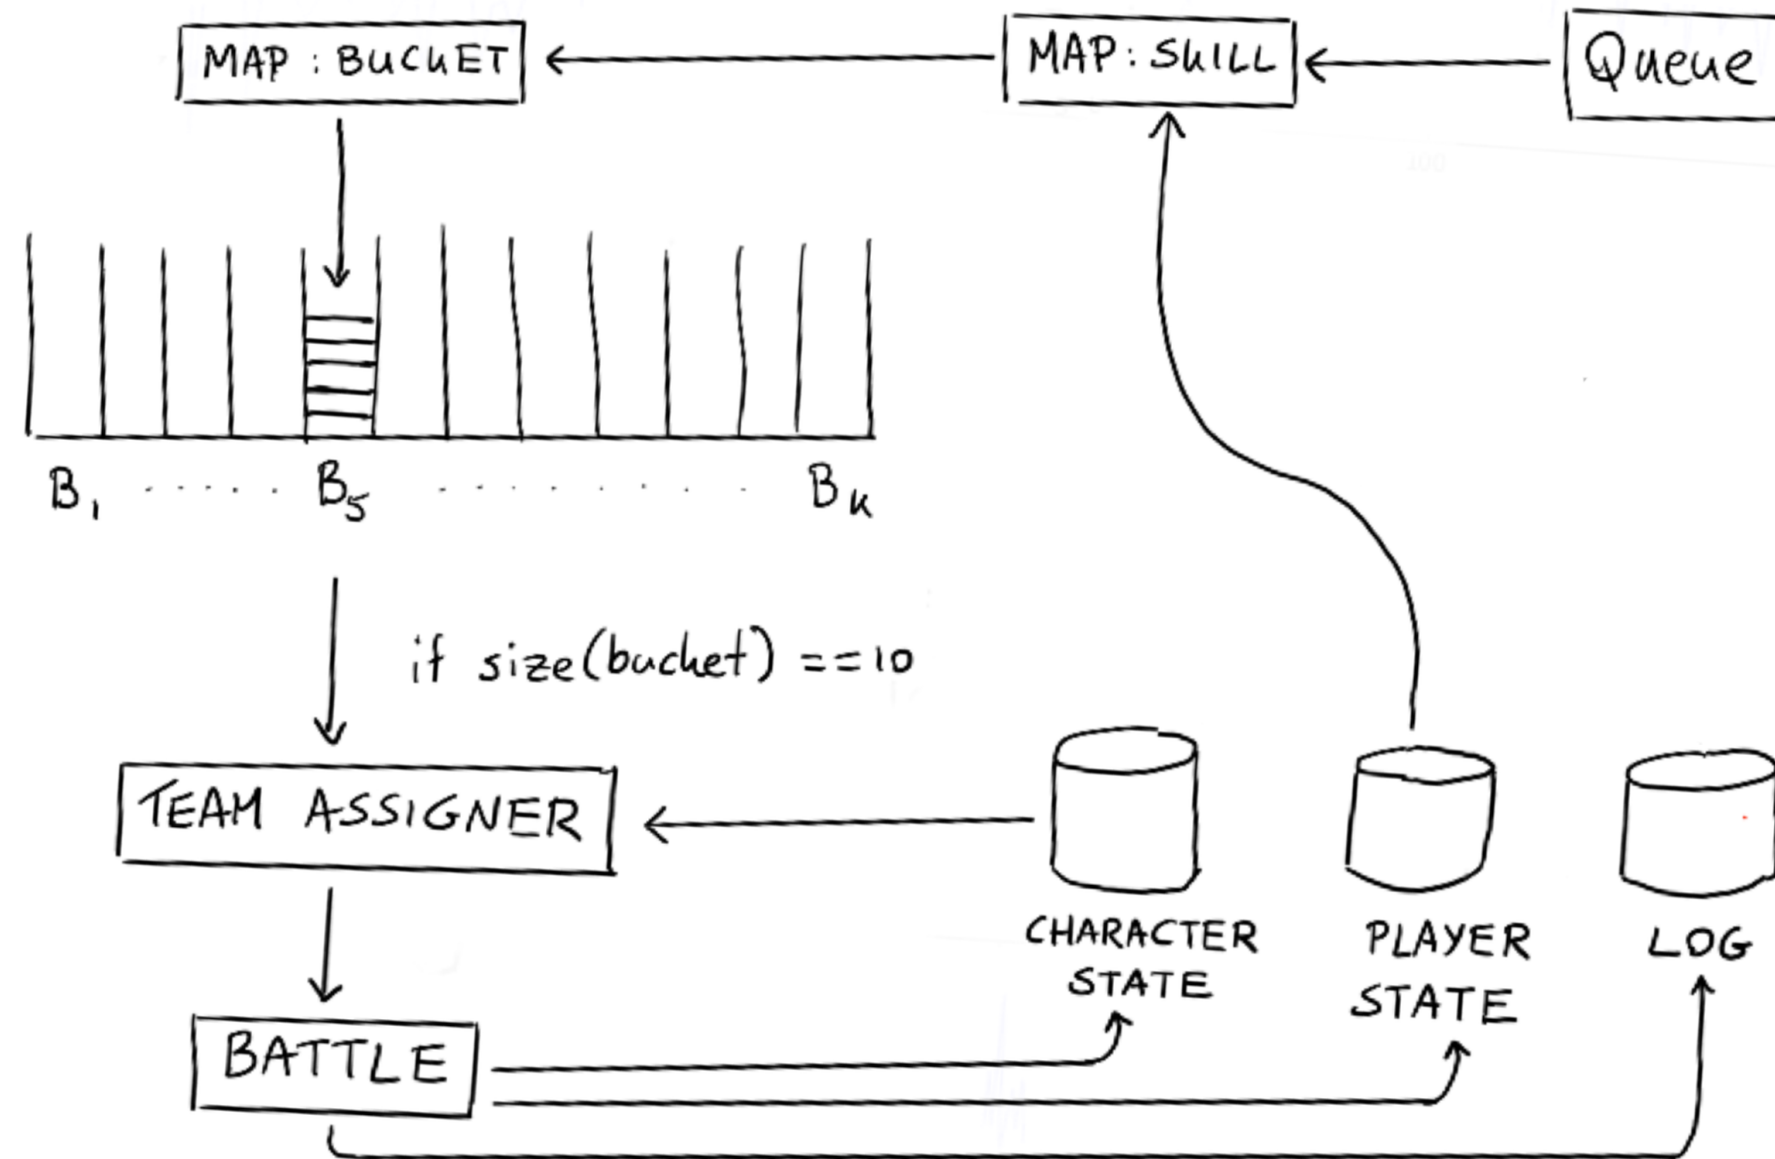 MAP : BUCKET
MAP : SKILL
Queue
B1 ..... B5 .......... BK
if size(bucket) ==10
TEAM ASSIGNER
CHARACTER
STATE
PLAYER
STATE
LOG
BATTLE